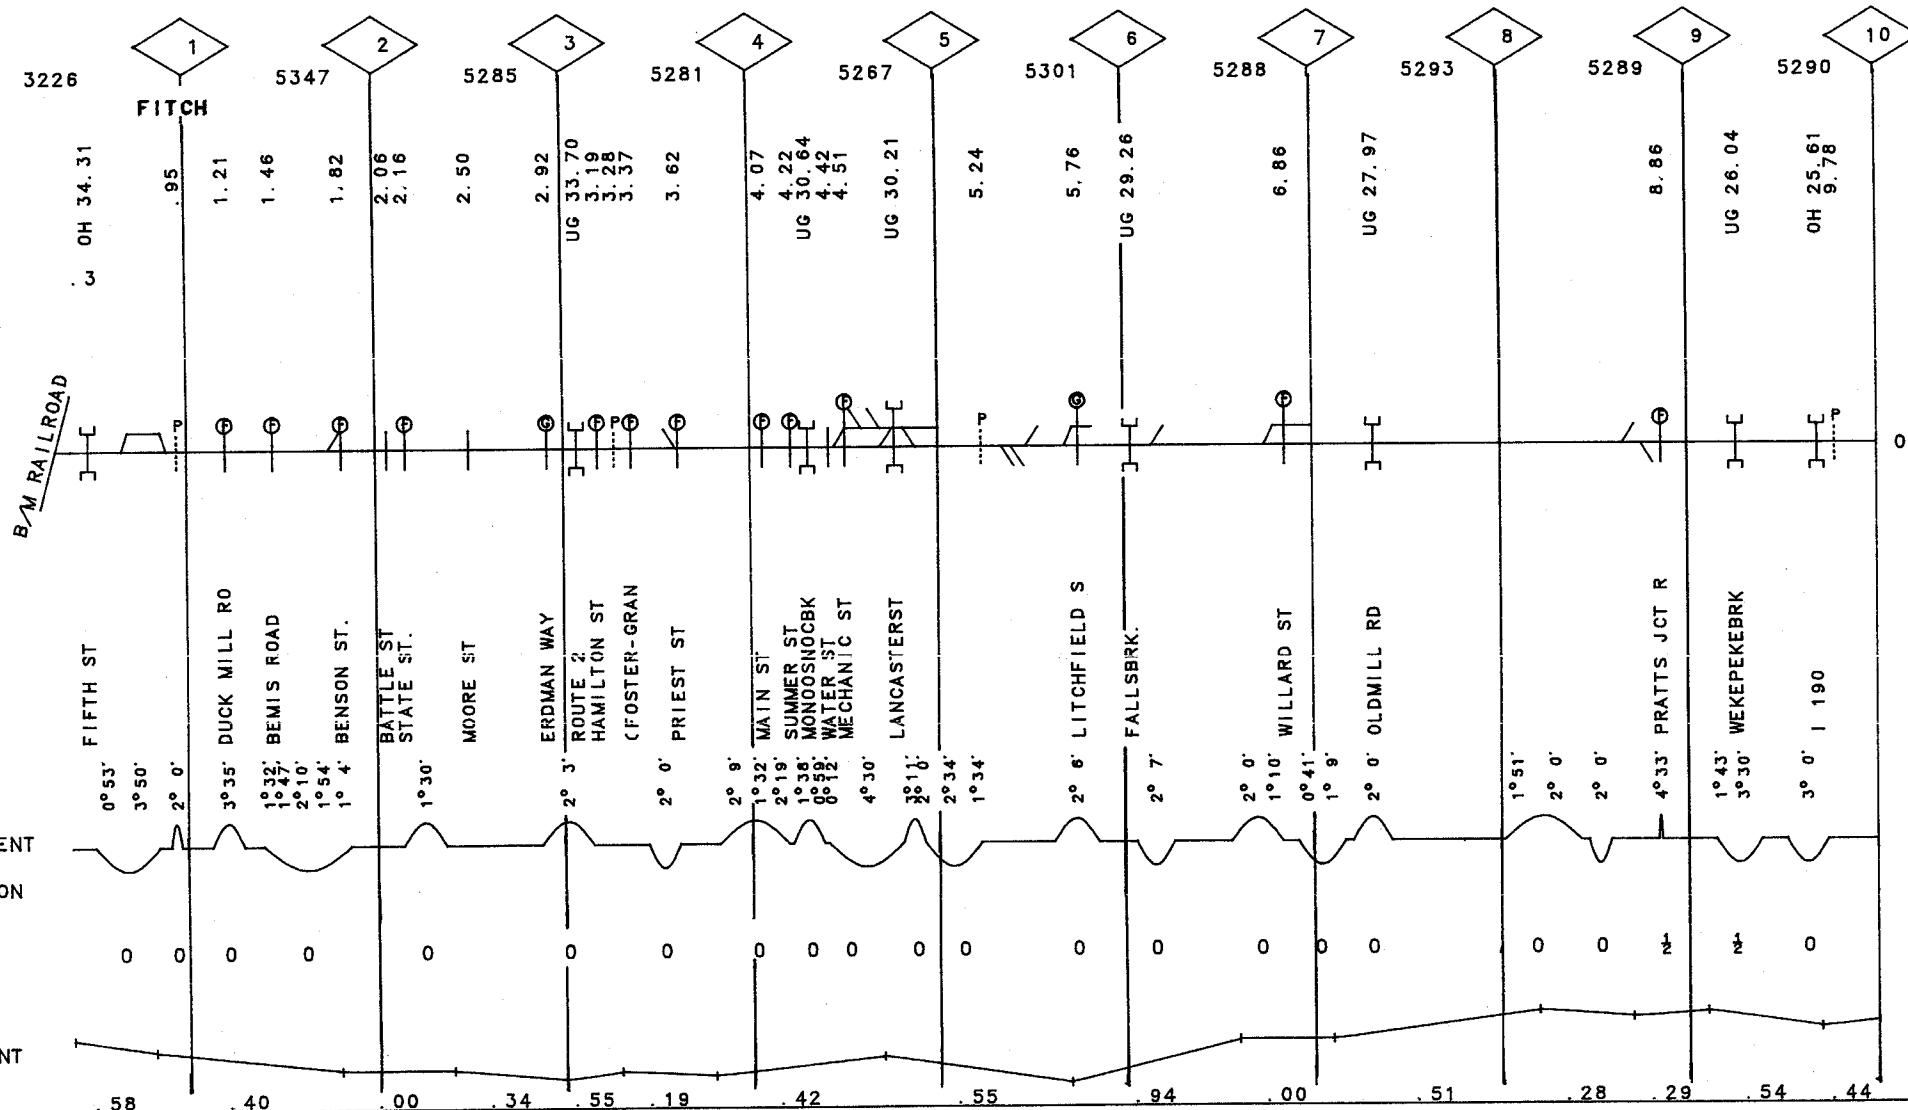 1 2 3 4 5 6 7 8 9 10
3226 5347 5285 5281 5267 5301 5288 5293 5289 5290
FITCH
OH 34.31
.95
1.21
1.46
1.82
2.06
2.16
2.50
2.92
UG 33.70
3.19
3.28
3.37
3.62
4.07
4.22
UG 30.64
4.42
4.51
UG 30.21
5.24
5.76
UG 29.26
6.86
UG 27.97
8.86
UG 26.04
OH 25.61
9.78
.3
B/M RAILROAD
P F F F F G F P F F F F F P G F F P
0
FIFTH ST
DUCK MILL RO
BEMIS ROAD
BENSON ST.
BATTLE ST
STATE ST.
MOORE ST
ERDMAN WAY
ROUTE 2
HAMILTON ST
(FOSTER-GRAN
PRIEST ST
MAIN ST
SUMMER ST
MONOOSNOCBK
WATER ST
MECHANIC ST
LANCASTERST
LITCHFIELD S
FALLSBRK.
WILLARD ST
OLDMILL RD
PRATTS JCT R
WEKEPEKEBRK
I 190
0°53'
3°50'
2° 0'
3°35'
1°32'
1°47'
2°10'
1°54'
1° 4'
1°30'
2° 3'
2° 0'
2° 9'
1°32'
2°19'
1°38'
0°59'
0°12'
4°30'
3°11'
2° 0'
2°34'
1°34'
2° 6'
2° 7'
2° 0'
1°10'
0°41'
1° 9'
2° 0'
1°51'
2° 0'
2° 0'
4°33'
1°43'
3°30'
3° 0'
ENT
ON
0 0 0 0 0 0 0 0 0 0 0 0 0 0 0 0 0 0 0 ½ ½ 0
NT
.58 .40 .00 .34 .55 .19 .42 .55 .94 .00 .51 .28 .29 .54 .44